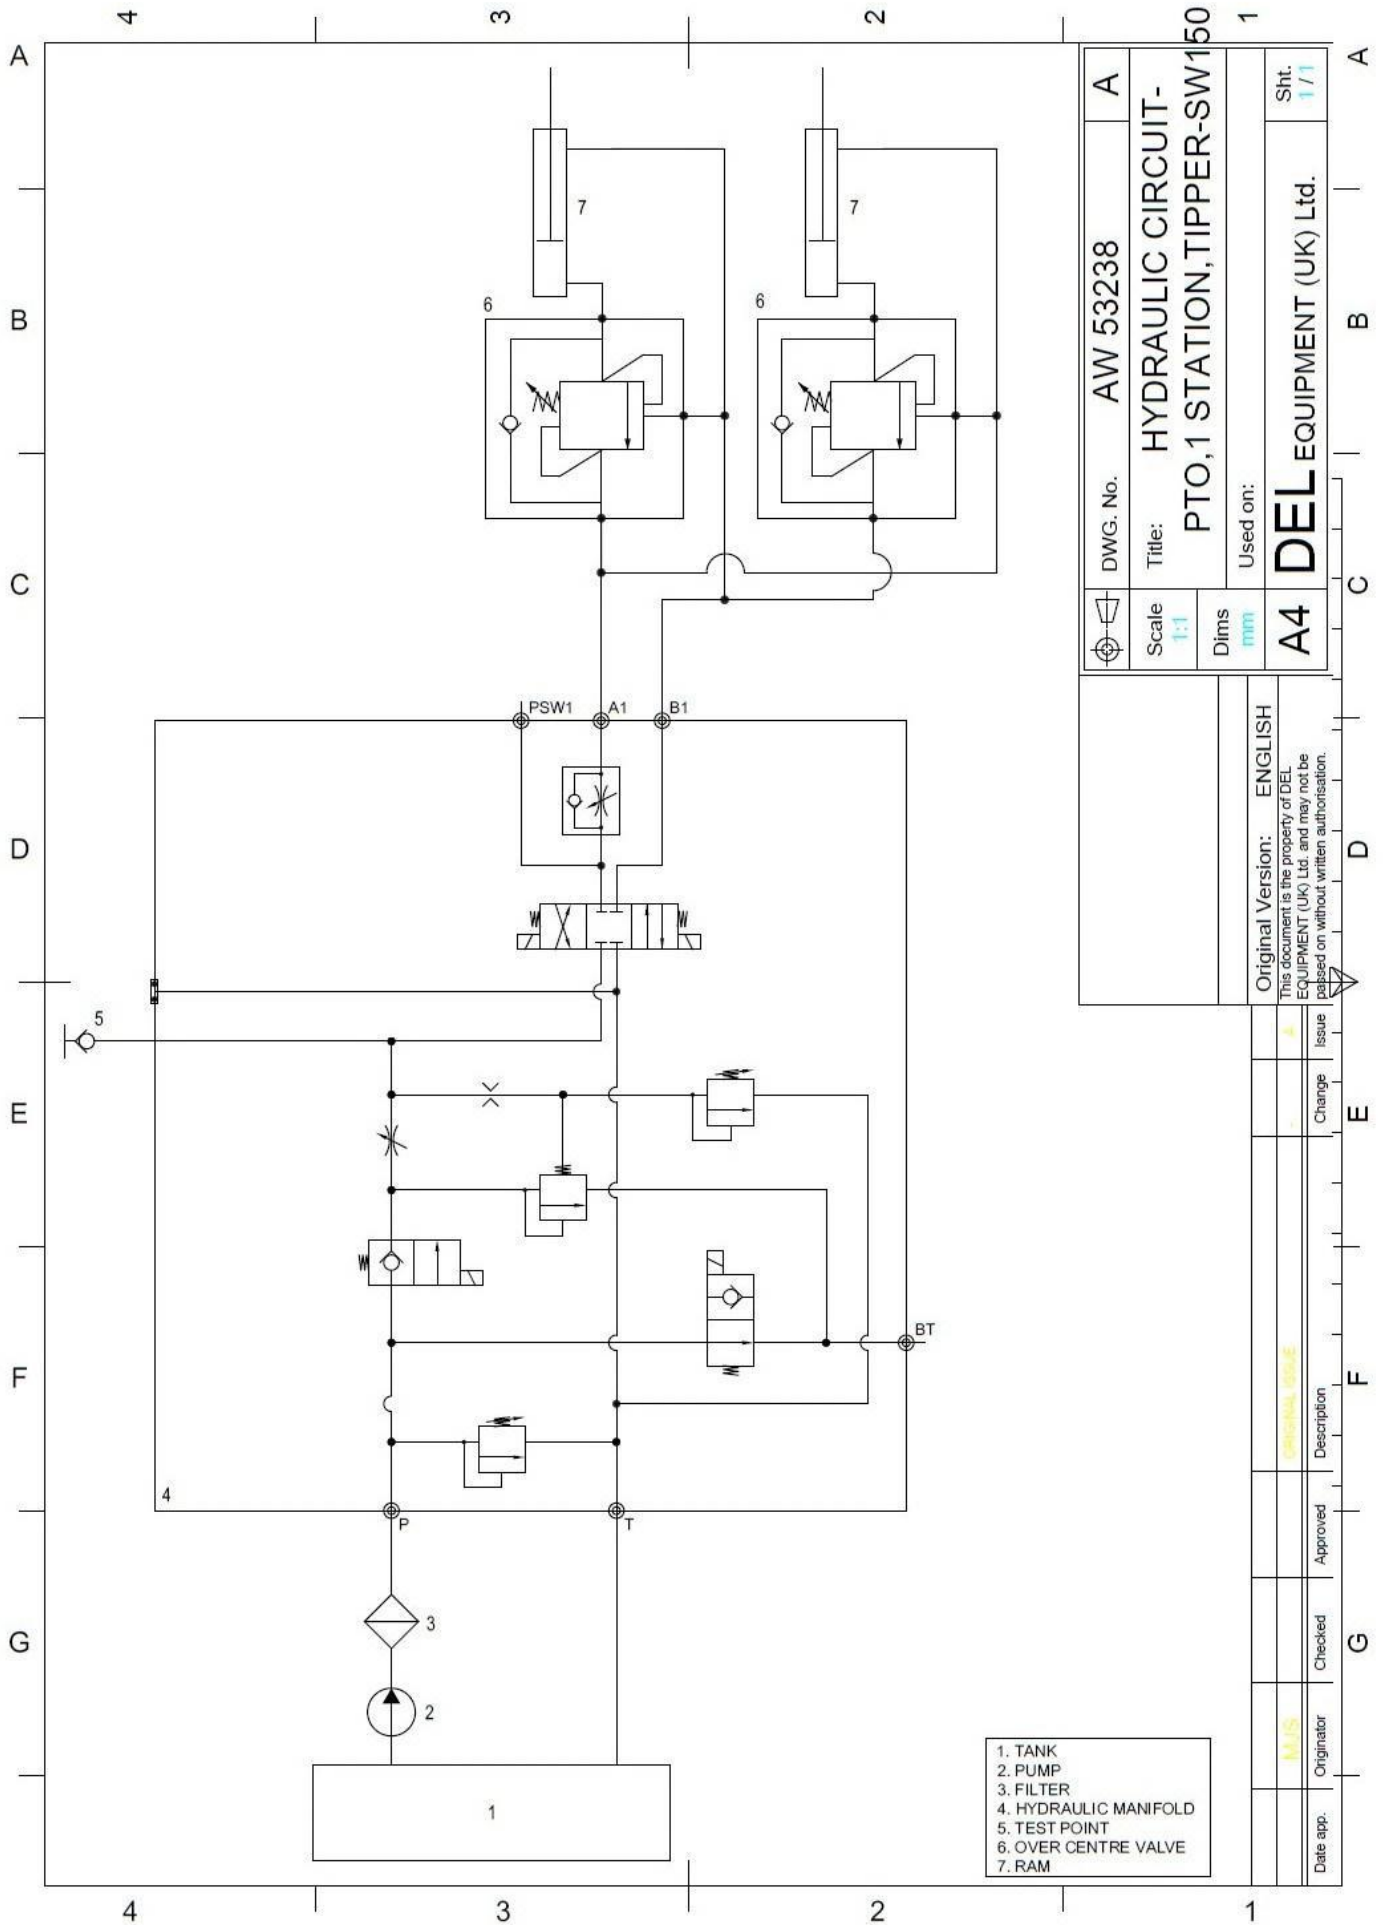 4
3
2
1
A
A
B
B
C
C
D
D
E
E
F
F
G
G
4
3
2
1
7
7
6
6
PSW1
A1
B1
5
BT
4
P
T
3
2
1
1. TANK
2. PUMP
3. FILTER
4. HYDRAULIC MANIFOLD
5. TEST POINT
6. OVER CENTRE VALVE
7. RAM
DWG. No.
AW 53238
A
Scale
1:1
Title:
HYDRAULIC CIRCUIT-
PTO,1 STATION,TIPPER-SW150
Dims
mm
Used on:
A4
DEL EQUIPMENT (UK) Ltd.
Sht.
1 / 1
Original Version: ENGLISH
This document is the property of DEL
EQUIPMENT (UK) Ltd. and may not be
passed on without written authorisation.
MJS
ORIGINAL ISSUE
A
Date app.
Originator
Checked
Approved
Description
Change
Issue